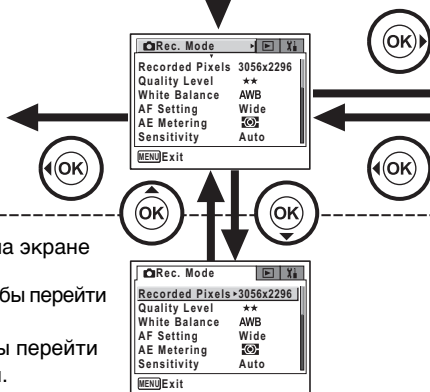 Rec. Mode
Recorded Pixels 3056x2296
Quality Level ★★
White Balance AWB
AF Setting Wide
AE Metering
Sensitivity Auto
MENU Exit
OK
OK
OK
OK
OK
на экране
бы перейти
ы перейти
Rec. Mode
Recorded Pixels 3056x2296
Quality Level ★★
White Balance AWB
AF Setting Wide
AE Metering
Sensitivity Auto
MENU Exit